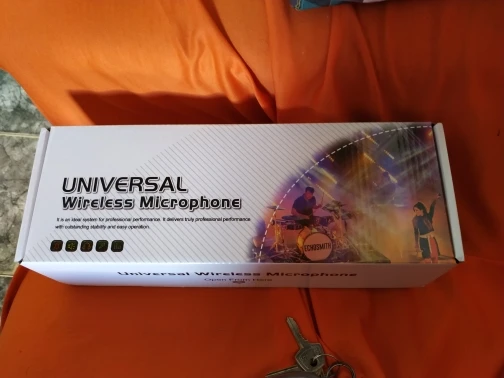 UNIVERSAL
Wireless Microphone
It is an ideal system for professional performance. It delivers truly professional performance
with outstanding stability and easy operation.
ECHOSMITH
Universal Wireless Microphone